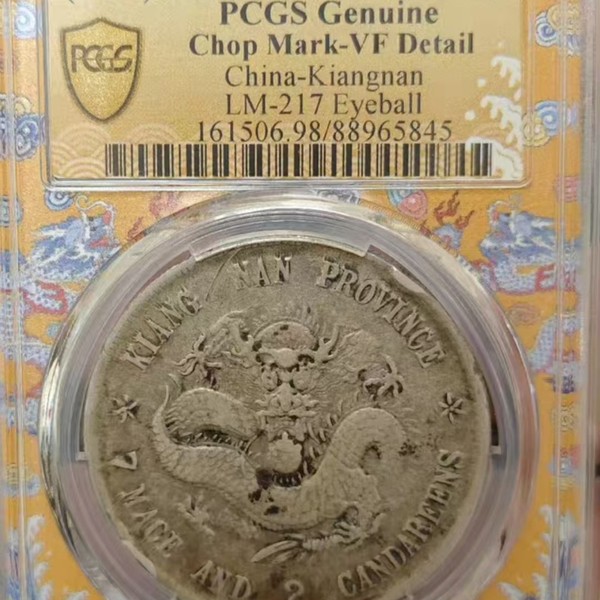 PCGS
PCGS Genuine
Chop Mark-VF Detail
China-Kiangnan
LM-217 Eyeball
161506.98/88965845
KIANG NAN PROVINCE
7 MACE AND 2 CANDAREENS